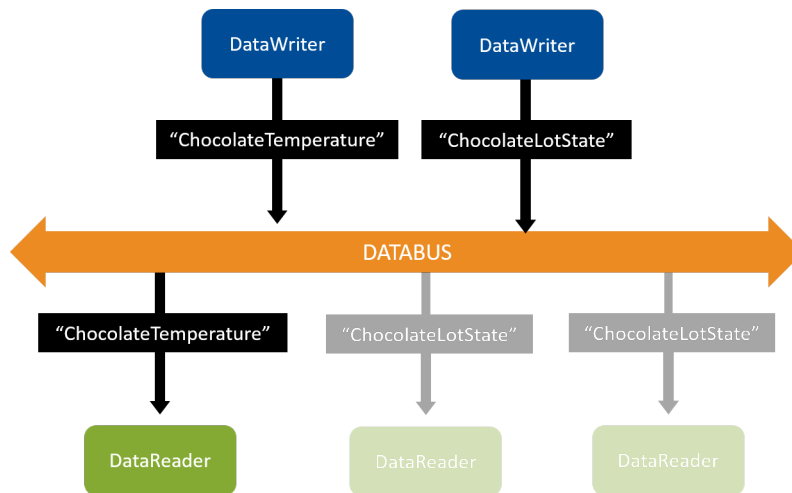 DataWriter
DataWriter
“ChocolateTemperature”
“ChocolateLotState”
DATABUS
“ChocolateTemperature”
“ChocolateLotState”
“ChocolateLotState”
DataReader
DataReader
DataReader